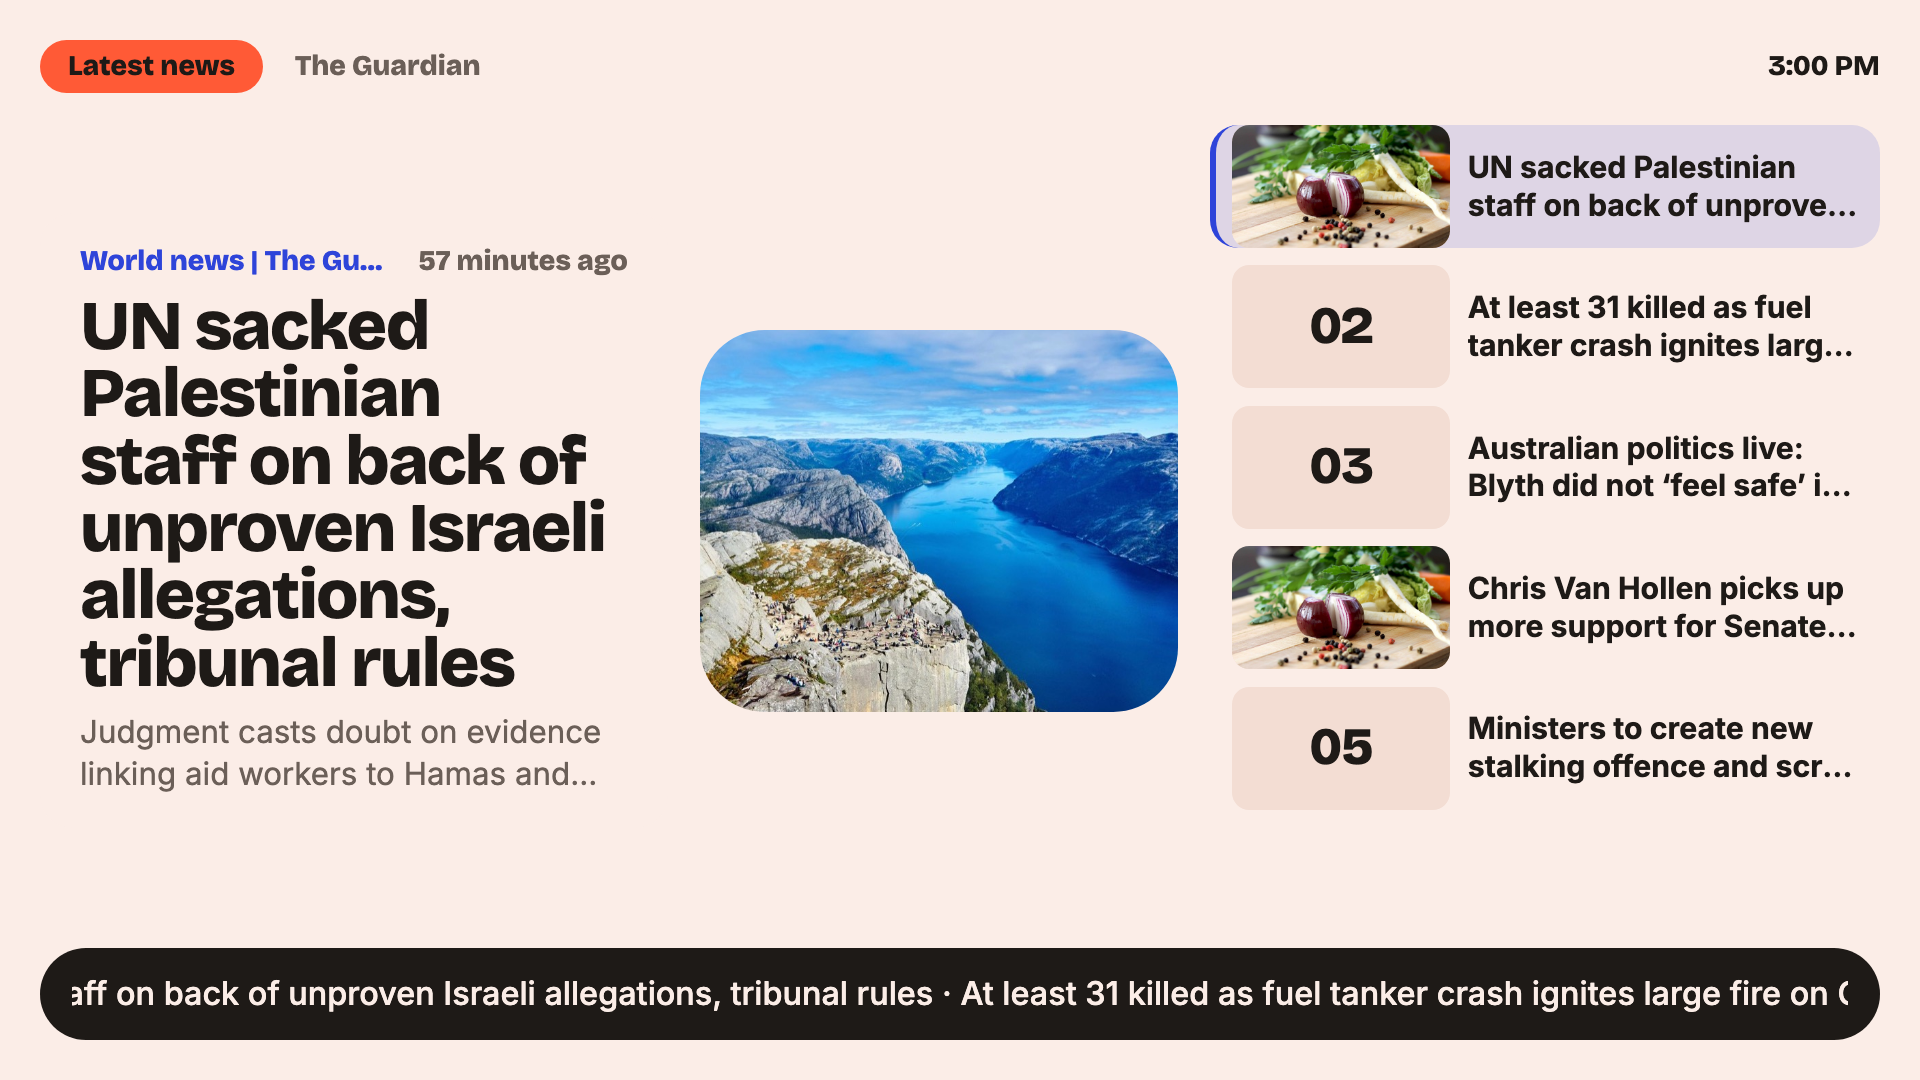 Latest news
The Guardian
3:00 PM
World news | The Gu...
57 minutes ago
UN sacked
Palestinian
staff on back of
unproven Israeli
allegations,
tribunal rules
Judgment casts doubt on evidence
linking aid workers to Hamas and...
UN sacked Palestinian
staff on back of unprove...
02
At least 31 killed as fuel
tanker crash ignites larg...
03
Australian politics live:
Blyth did not ‘feel safe’ i...
Chris Van Hollen picks up
more support for Senate...
05
Ministers to create new
stalking offence and scr...
aff on back of unproven Israeli allegations, tribunal rules · At least 31 killed as fuel tanker crash ignites large fire on